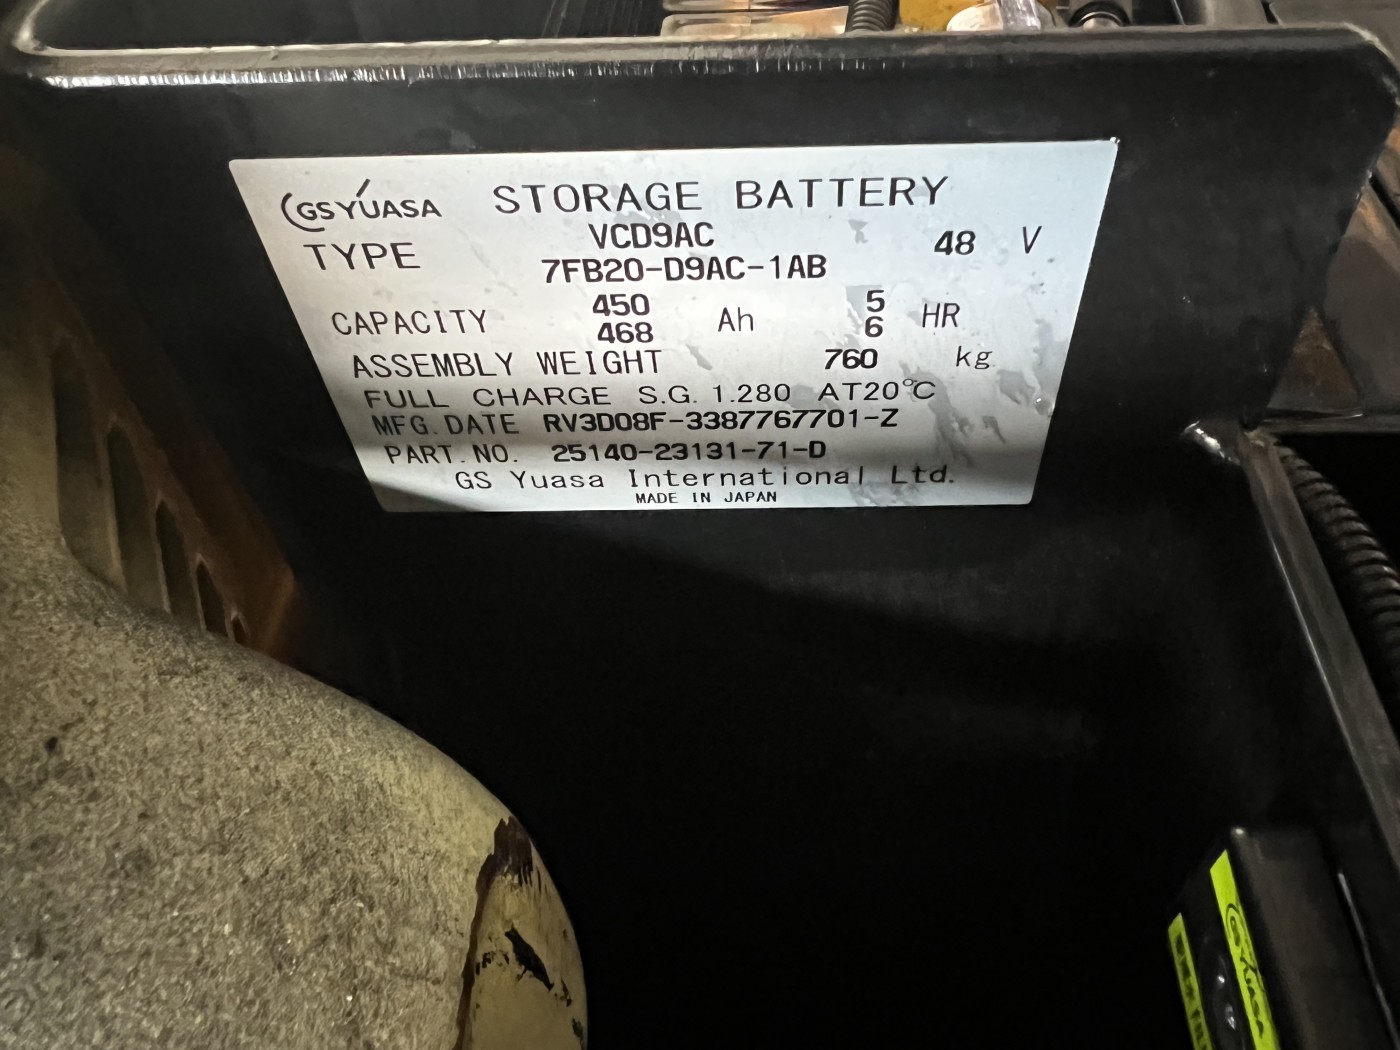 GS YUASA STORAGE BATTERY
TYPE VCD9AC 48 V
7FB20-D9AC-1AB
CAPACITY 450 Ah 5 HR
468 6
ASSEMBLY WEIGHT 760 kg
FULL CHARGE S.G. 1.280 AT20℃
MFG.DATE RV3D08F-3387767701-Z
PART.NO. 25140-23131-71-D
GS Yuasa International Ltd.
MADE IN JAPAN
GS YUASA